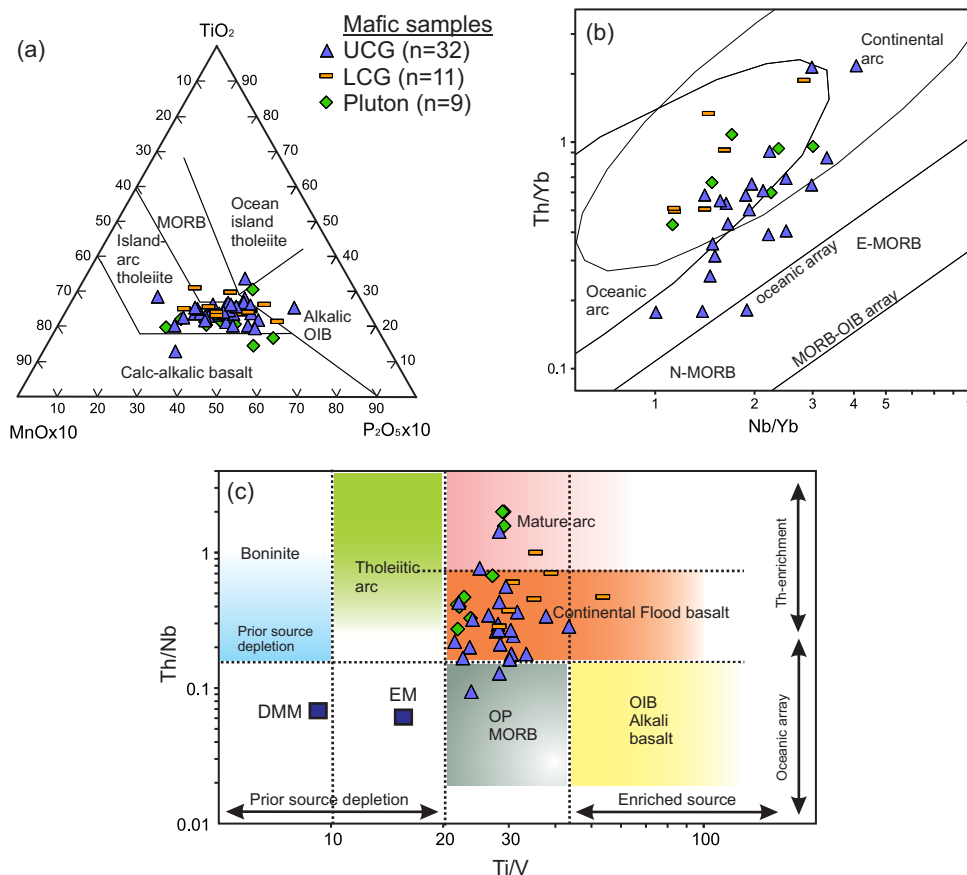 (a)
TiO₂
Mafic samples
UCG (n=32)
LCG (n=11)
Pluton (n=9)
10
20
30
40
50
60
70
80
90
90
80
70
60
50
40
30
20
10
MORB
Ocean
island
tholeiite
Island-
arc
tholeiite
Alkalic
OIB
Calc-alkalic basalt
10 20 30 40 50 60 70 80 90
MnOx10
P₂O₅x10
(b)
Continental
arc
Th/Yb
1
0.1
Oceanic
arc
E-MORB
oceanic array
MORB-OIB array
N-MORB
1 2 3 4 5
Nb/Yb
(c)
Th/Nb
1
0.1
0.01
Boninite
Prior source
depletion
Tholeiitic
arc
Mature arc
Continental Flood basalt
DMM
EM
OP
MORB
OIB
Alkali
basalt
Th-enrichment
Oceanic array
Prior source depletion
Enriched source
10 20 30 100
Ti/V